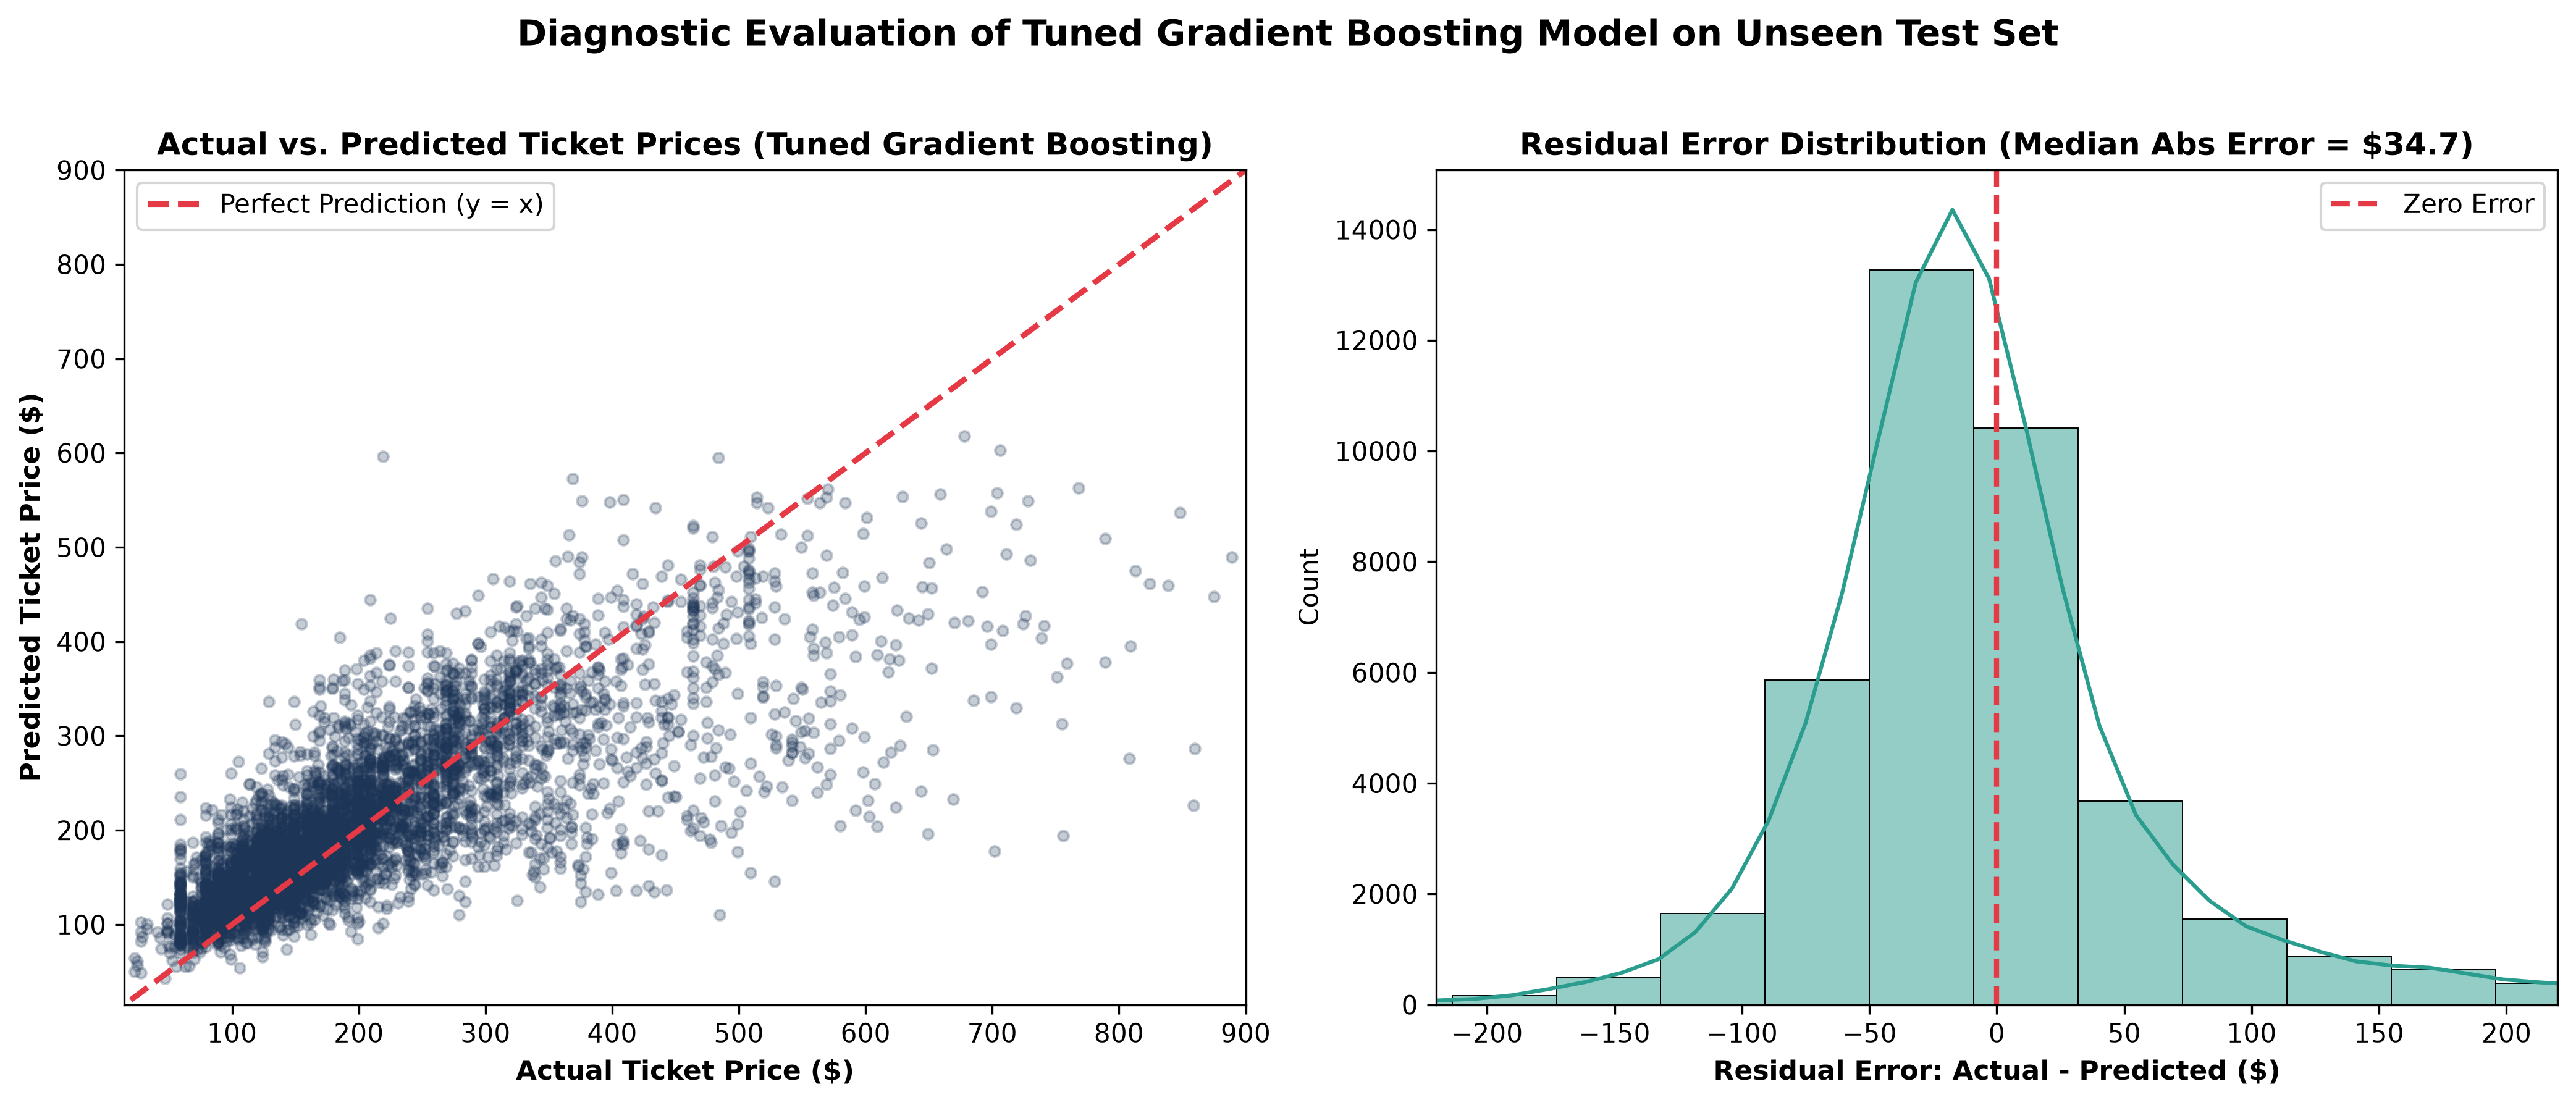 Diagnostic Evaluation of Tuned Gradient Boosting Model on Unseen Test Set
Actual vs. Predicted Ticket Prices (Tuned Gradient Boosting)
Perfect Prediction (y = x)
Predicted Ticket Price ($)
900
800
700
600
500
400
300
200
100
100 200 300 400 500 600 700 800 900
Actual Ticket Price ($)
Residual Error Distribution (Median Abs Error = $34.7)
Zero Error
Count
14000
12000
10000
8000
6000
4000
2000
0
−200 −150 −100 −50 0 50 100 150 200
Residual Error: Actual - Predicted ($)